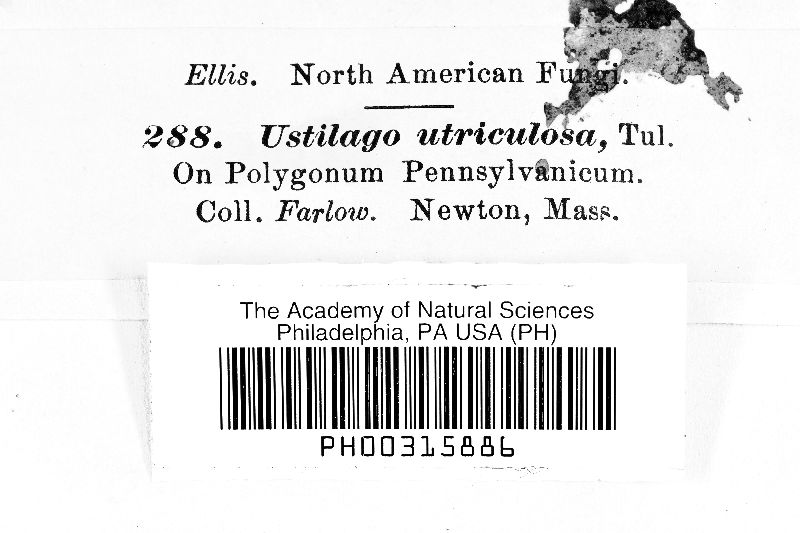 Ellis. North American Fungi.
288. Ustilago utriculosa, Tul.
On Polygonum Pennsylvanicum.
Coll. Farlow. Newton, Mass.
The Academy of Natural Sciences
Philadelphia, PA USA (PH)
PH00315886